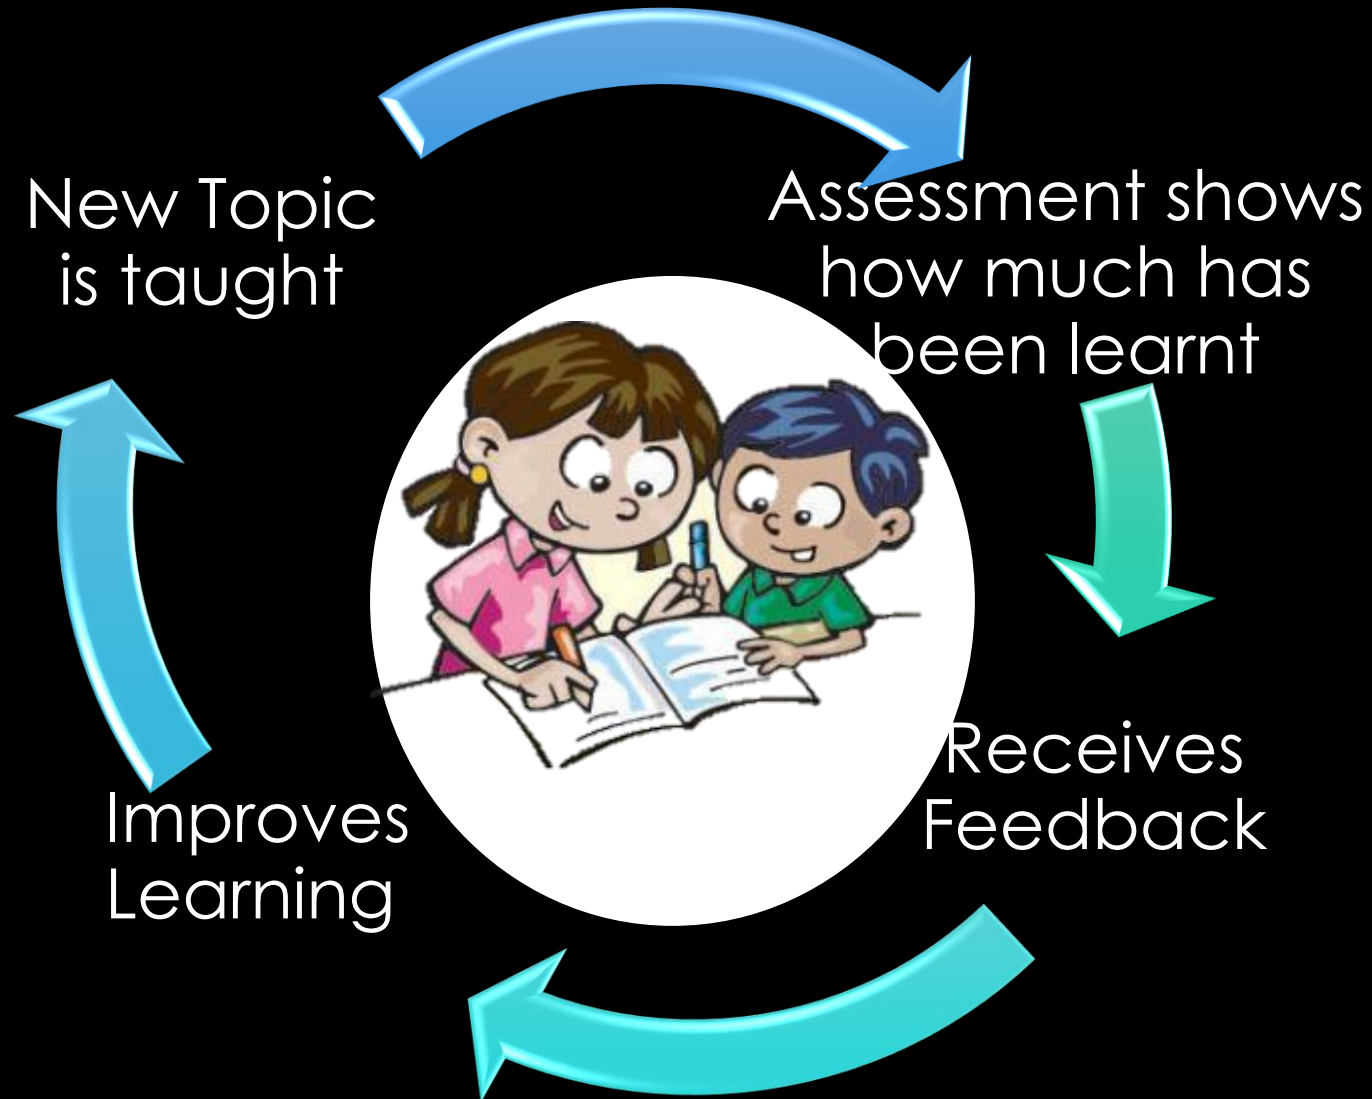 New Topic
is taught
Assessment shows
how much has
been learnt
Receives
Feedback
Improves
Learning